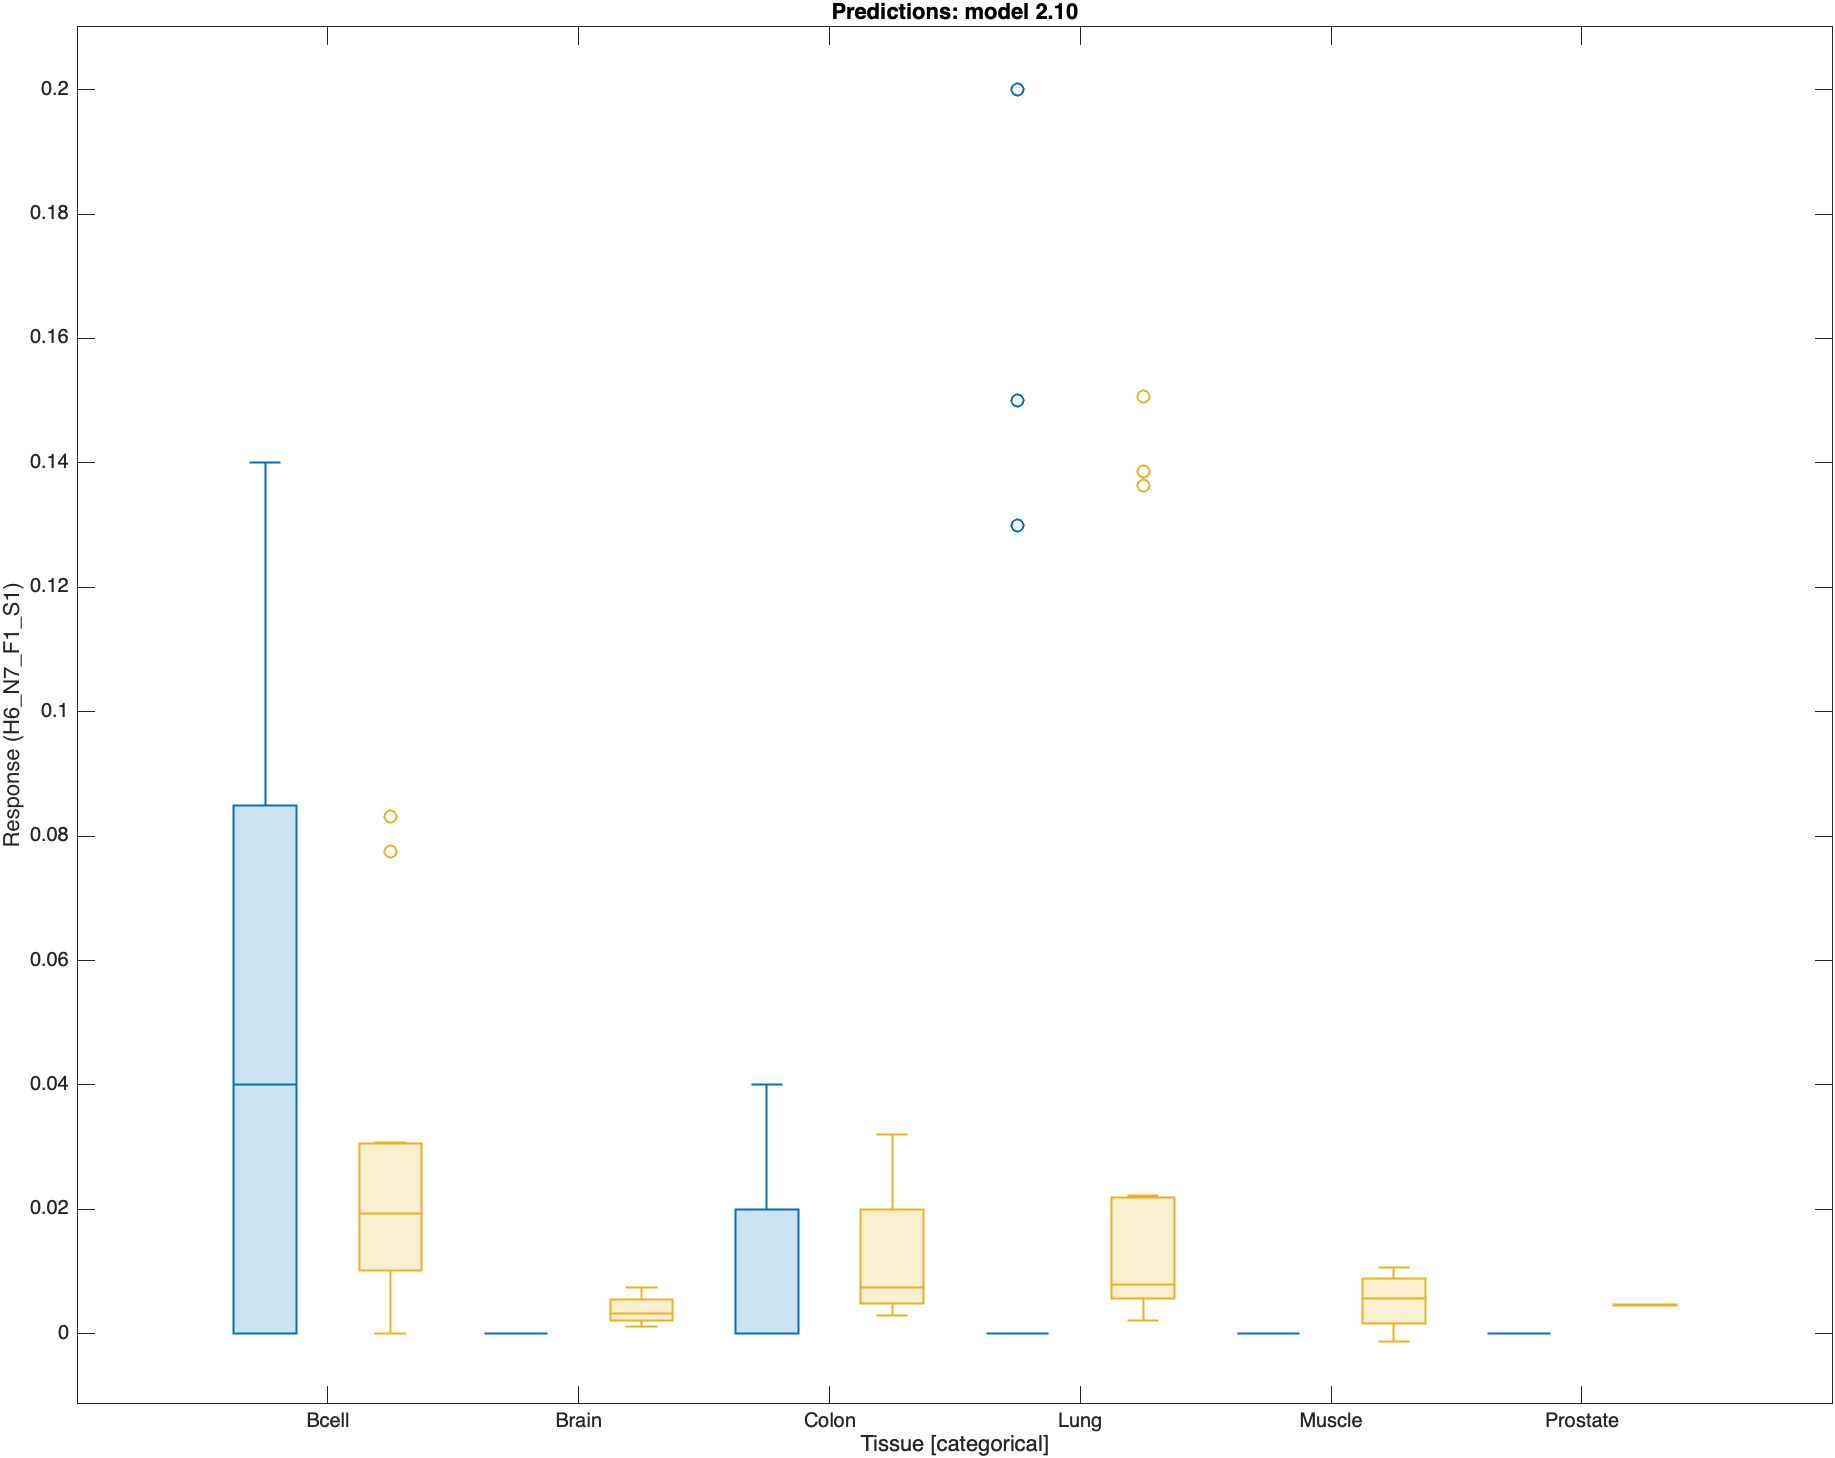 Predictions: model 2.10
0.2
0.18
0.16
0.14
0.12
0.1
0.08
0.06
0.04
0.02
0
Response (H6_N7_F1_S1)
Bcell Brain Colon Lung Muscle Prostate
Tissue [categorical]